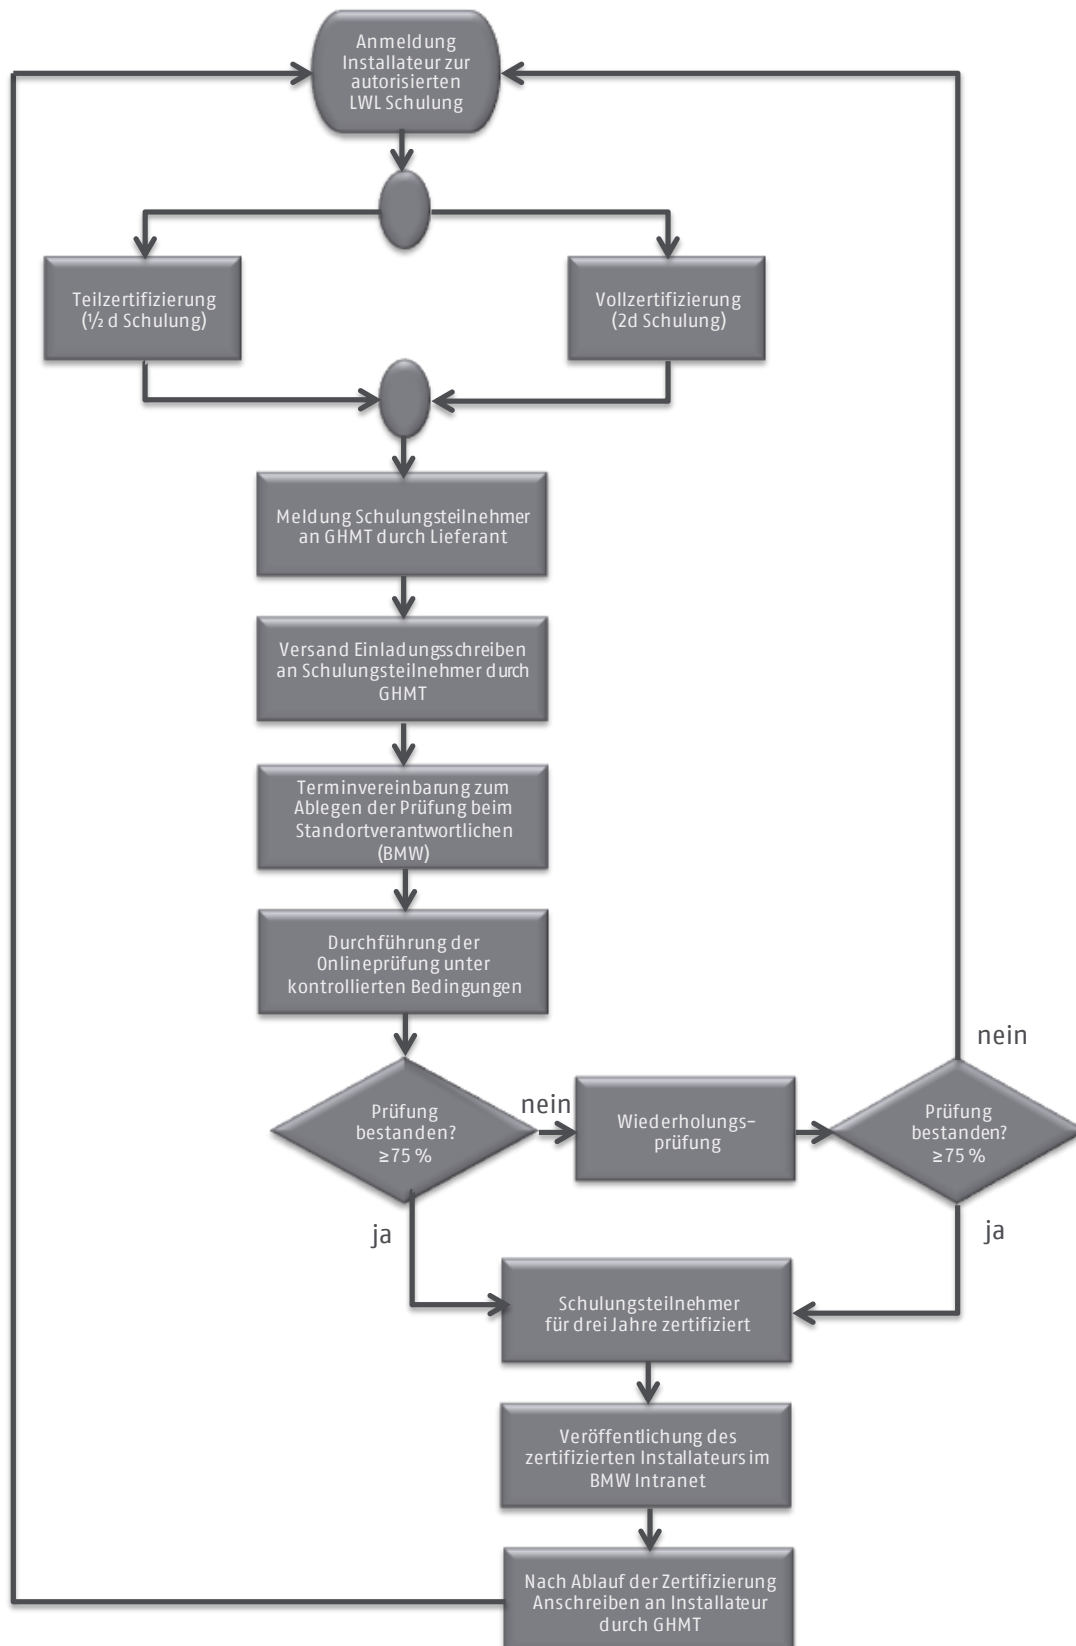 Anmeldung
Installateur zur
autorisierten
LWL Schulung
Teilzertifizierung
(½ d Schulung)
Vollzertifizierung
(2d Schulung)
Meldung Schulungsteilnehmer
an GHMT durch Lieferant
Versand Einladungsschreiben
an Schulungsteilnehmer durch
GHMT
Terminvereinbarung zum
Ablegen der Prüfung beim
Standortverantwortlichen
(BMW)
Durchführung der
Onlineprüfung unter
kontrollierten Bedingungen
Prüfung
bestanden?
≥75 %
nein
Wiederholungs-
prüfung
Prüfung
bestanden?
≥75 %
nein
ja
ja
Schulungsteilnehmer
für drei Jahre zertifiziert
Veröffentlichung des
zertifizierten Installateurs im
BMW Intranet
Nach Ablauf der Zertifizierung
Anschreiben an Installateur
durch GHMT